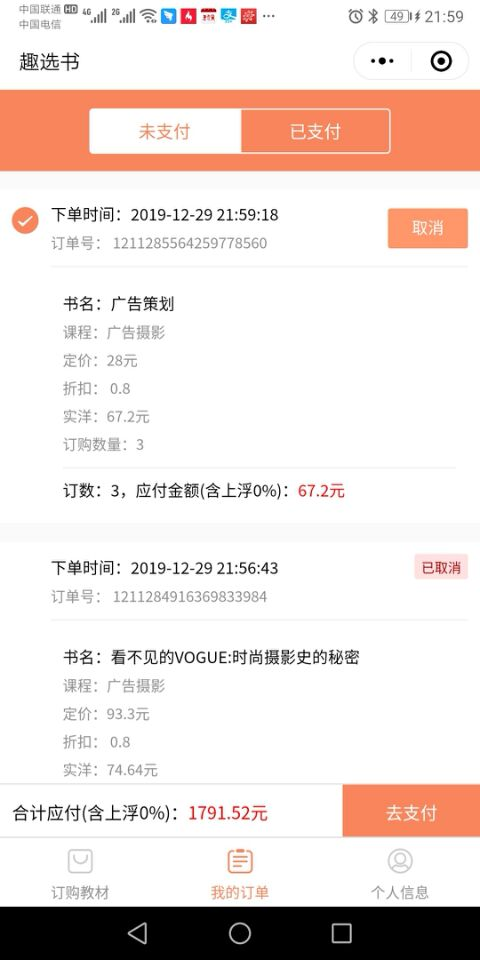 中国联通 HD 4G 2G 49 21:59
中国电信
趣选书
未支付 已支付
下单时间：2019-12-29 21:59:18
取消
订单号： 1211285564259778560
书名：广告策划
课程：广告摄影
定价：28元
折扣： 0.8
实洋：67.2元
订购数量：3
订数：3，应付金额(含上浮0%)：67.2元
下单时间：2019-12-29 21:56:43
已取消
订单号： 1211284916369833984
书名：看不见的VOGUE:时尚摄影史的秘密
课程：广告摄影
定价：93.3元
折扣： 0.8
实洋：74.64元
合计应付(含上浮0%)：1791.52元 去支付
订购教材 我的订单 个人信息